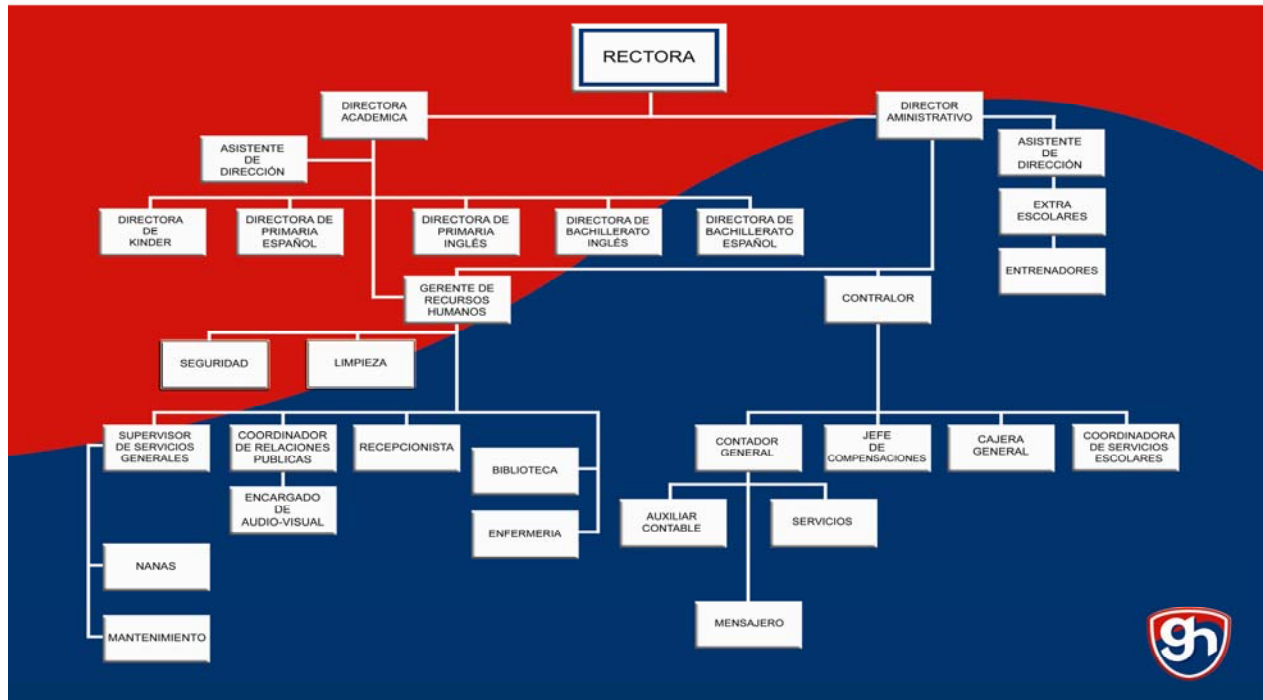 RECTORA
DIRECTORA
ACADEMICA
DIRECTOR
AMINISTRATIVO
ASISTENTE
DE
DIRECCIÓN
ASISTENTE
DE
DIRECCIÓN
EXTRA
ESCOLARES
ENTRENADORES
DIRECTORA
DE
KINDER
DIRECTORA DE
PRIMARIA
ESPAÑOL
DIRECTORA DE
PRIMARIA
INGLÉS
DIRECTORA DE
BACHILLERATO
INGLÉS
DIRECTORA DE
BACHILLERATO
ESPAÑOL
GERENTE DE
RECURSOS
HUMANOS
CONTRALOR
SEGURIDAD
LIMPIEZA
SUPERVISOR
DE SERVICIOS
GENERALES
COORDINADOR
DE RELACIONES
PUBLICAS
RECEPCIONISTA
BIBLIOTECA
ENFERMERIA
ENCARGADO
DE
AUDIO-VISUAL
NANAS
MANTENIMIENTO
CONTADOR
GENERAL
JEFE
DE
COMPENSACIONES
CAJERA
GENERAL
COORDINADORA
DE SERVICIOS
ESCOLARES
AUXILIAR
CONTABLE
SERVICIOS
MENSAJERO
gh